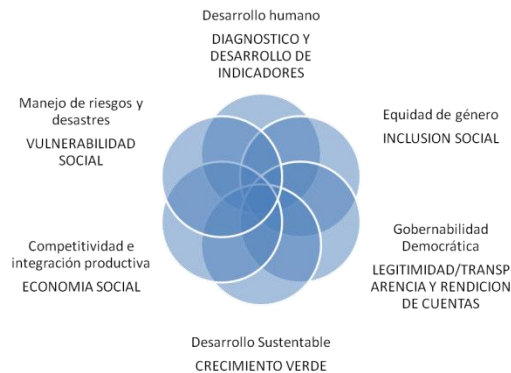 Desarrollo humano
DIAGNOSTICO Y
DESARROLLO DE
INDICADORES
Equidad de género
INCLUSION SOCIAL
Gobernabilidad
Democrática
LEGITIMIDAD/TRANSP
ARENCIA Y RENDICION
DE CUENTAS
Desarrollo Sustentable
CRECIMIENTO VERDE
Competitividad e
integración productiva
ECONOMIA SOCIAL
Manejo de riesgos y
desastres
VULNERABILIDAD
SOCIAL